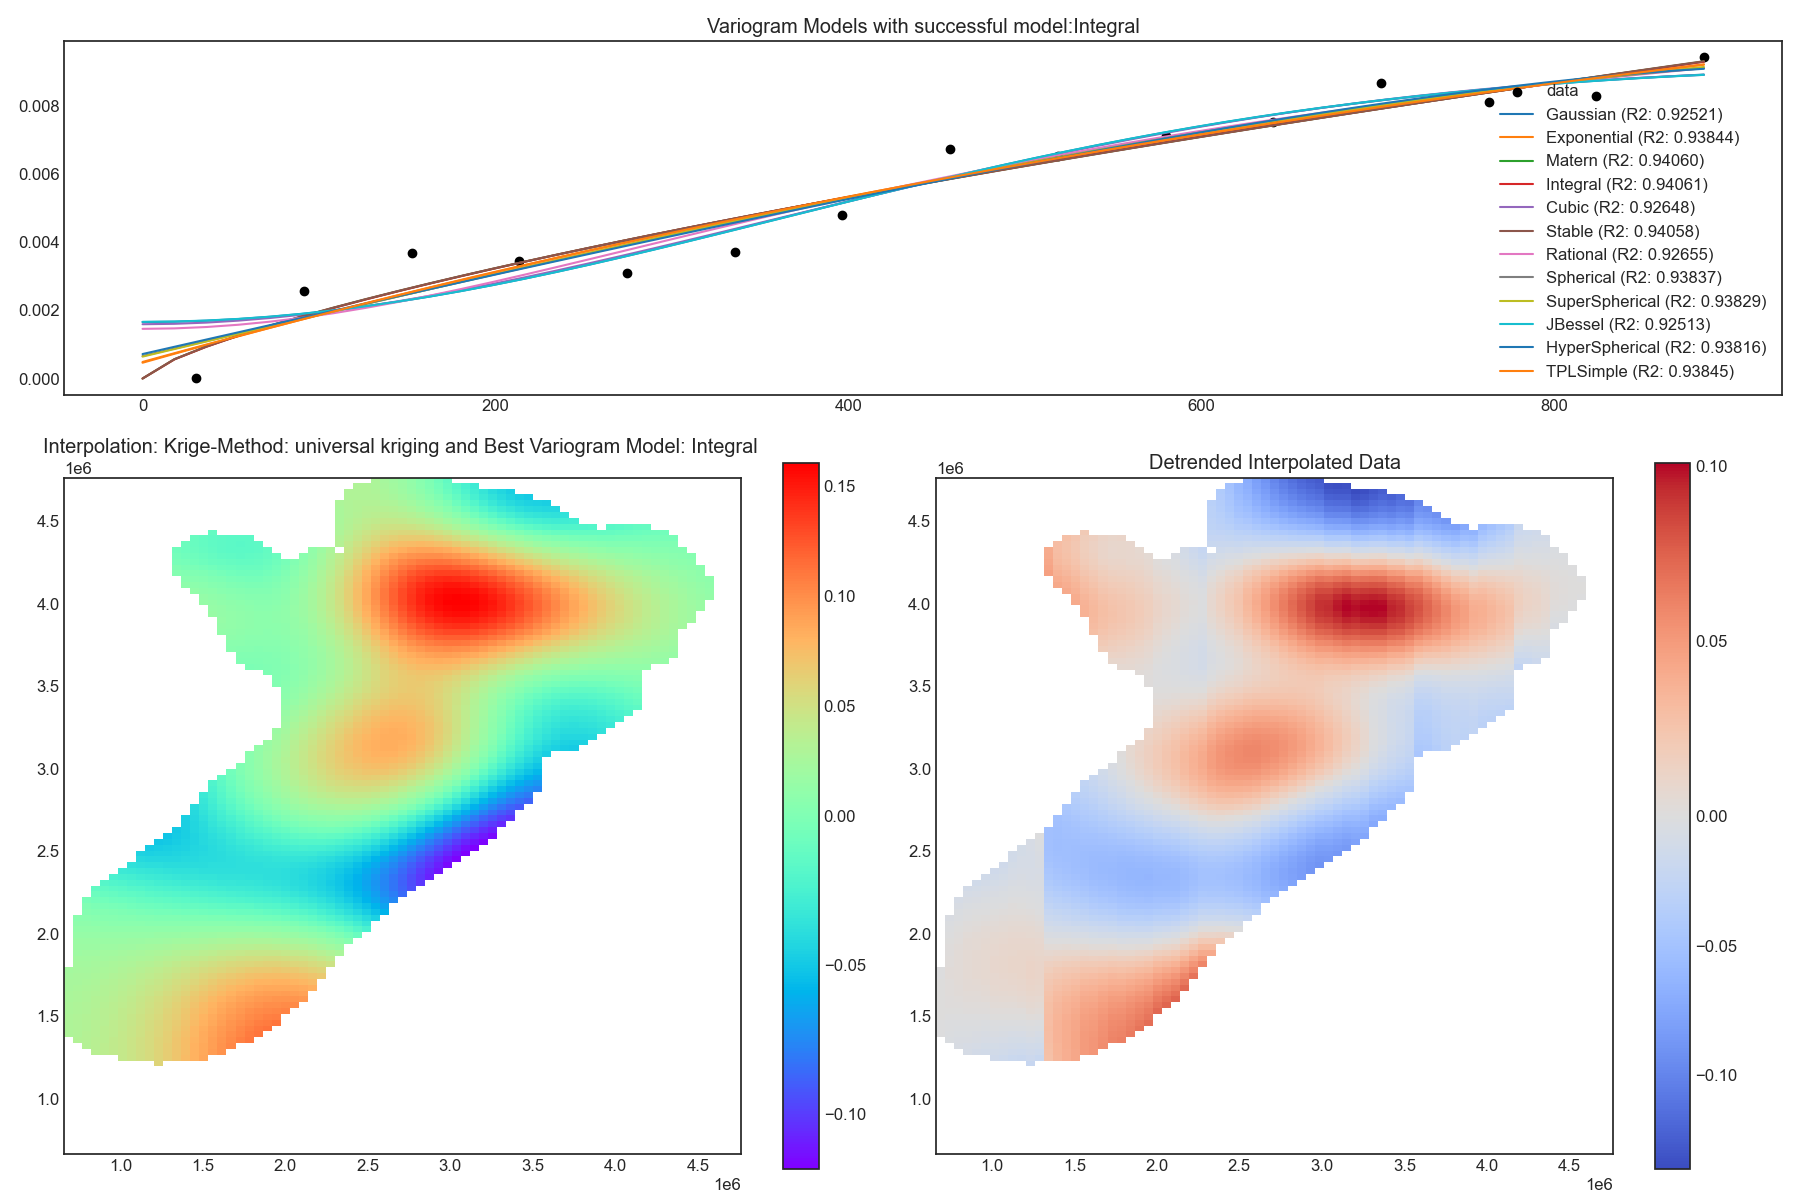 Variogram Models with successful model:Integral
0.008
0.006
0.004
0.002
0.000
data
Gaussian (R2: 0.92521)
Exponential (R2: 0.93844)
Matern (R2: 0.94060)
Integral (R2: 0.94061)
Cubic (R2: 0.92648)
Stable (R2: 0.94058)
Rational (R2: 0.92655)
Spherical (R2: 0.93837)
SuperSpherical (R2: 0.93829)
JBessel (R2: 0.92513)
HyperSpherical (R2: 0.93816)
TPLSimple (R2: 0.93845)
0 200 400 600 800
Interpolation: Krige-Method: universal kriging and Best Variogram Model: Integral
1e6
4.5
4.0
3.5
3.0
2.5
2.0
1.5
1.0
1.0 1.5 2.0 2.5 3.0 3.5 4.0 4.5
1e6
0.15
0.10
0.05
0.00
−0.05
−0.10
Detrended Interpolated Data
1e6
4.5
4.0
3.5
3.0
2.5
2.0
1.5
1.0
1.0 1.5 2.0 2.5 3.0 3.5 4.0 4.5
1e6
0.10
0.05
0.00
−0.05
−0.10